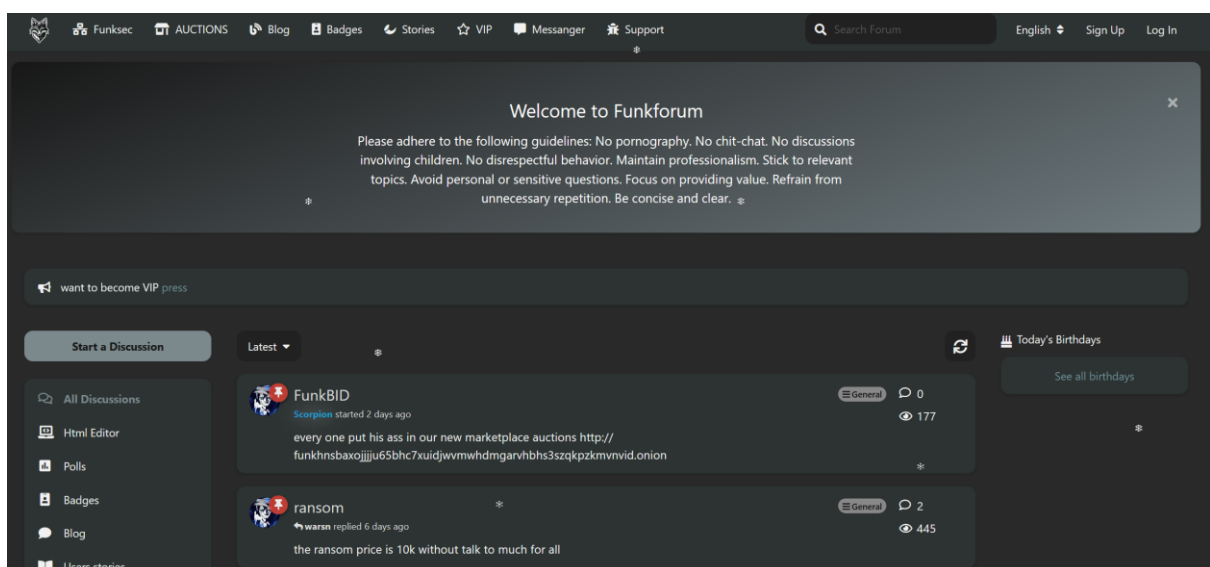 Funksec AUCTIONS Blog Badges Stories VIP Messanger Support Search Forum English Sign Up Log In
Welcome to Funkforum
Please adhere to the following guidelines: No pornography. No chit-chat. No discussions
involving children. No disrespectful behavior. Maintain professionalism. Stick to relevant
topics. Avoid personal or sensitive questions. Focus on providing value. Refrain from
unnecessary repetition. Be concise and clear.
want to become VIP press
Start a Discussion
Latest
Today's Birthdays
See all birthdays
All Discussions
Html Editor
Polls
Badges
Blog
Users stories
FunkBID
General 0
Scorpion started 2 days ago
177
every one put his ass in our new marketplace auctions http://
funkhnsbaxojjjju65bhc7xuidjwvmwhdmgarvhbhs3szqkpzkmvnvid.onion
ransom
General 2
warsn replied 6 days ago
445
the ransom price is 10k without talk to much for all